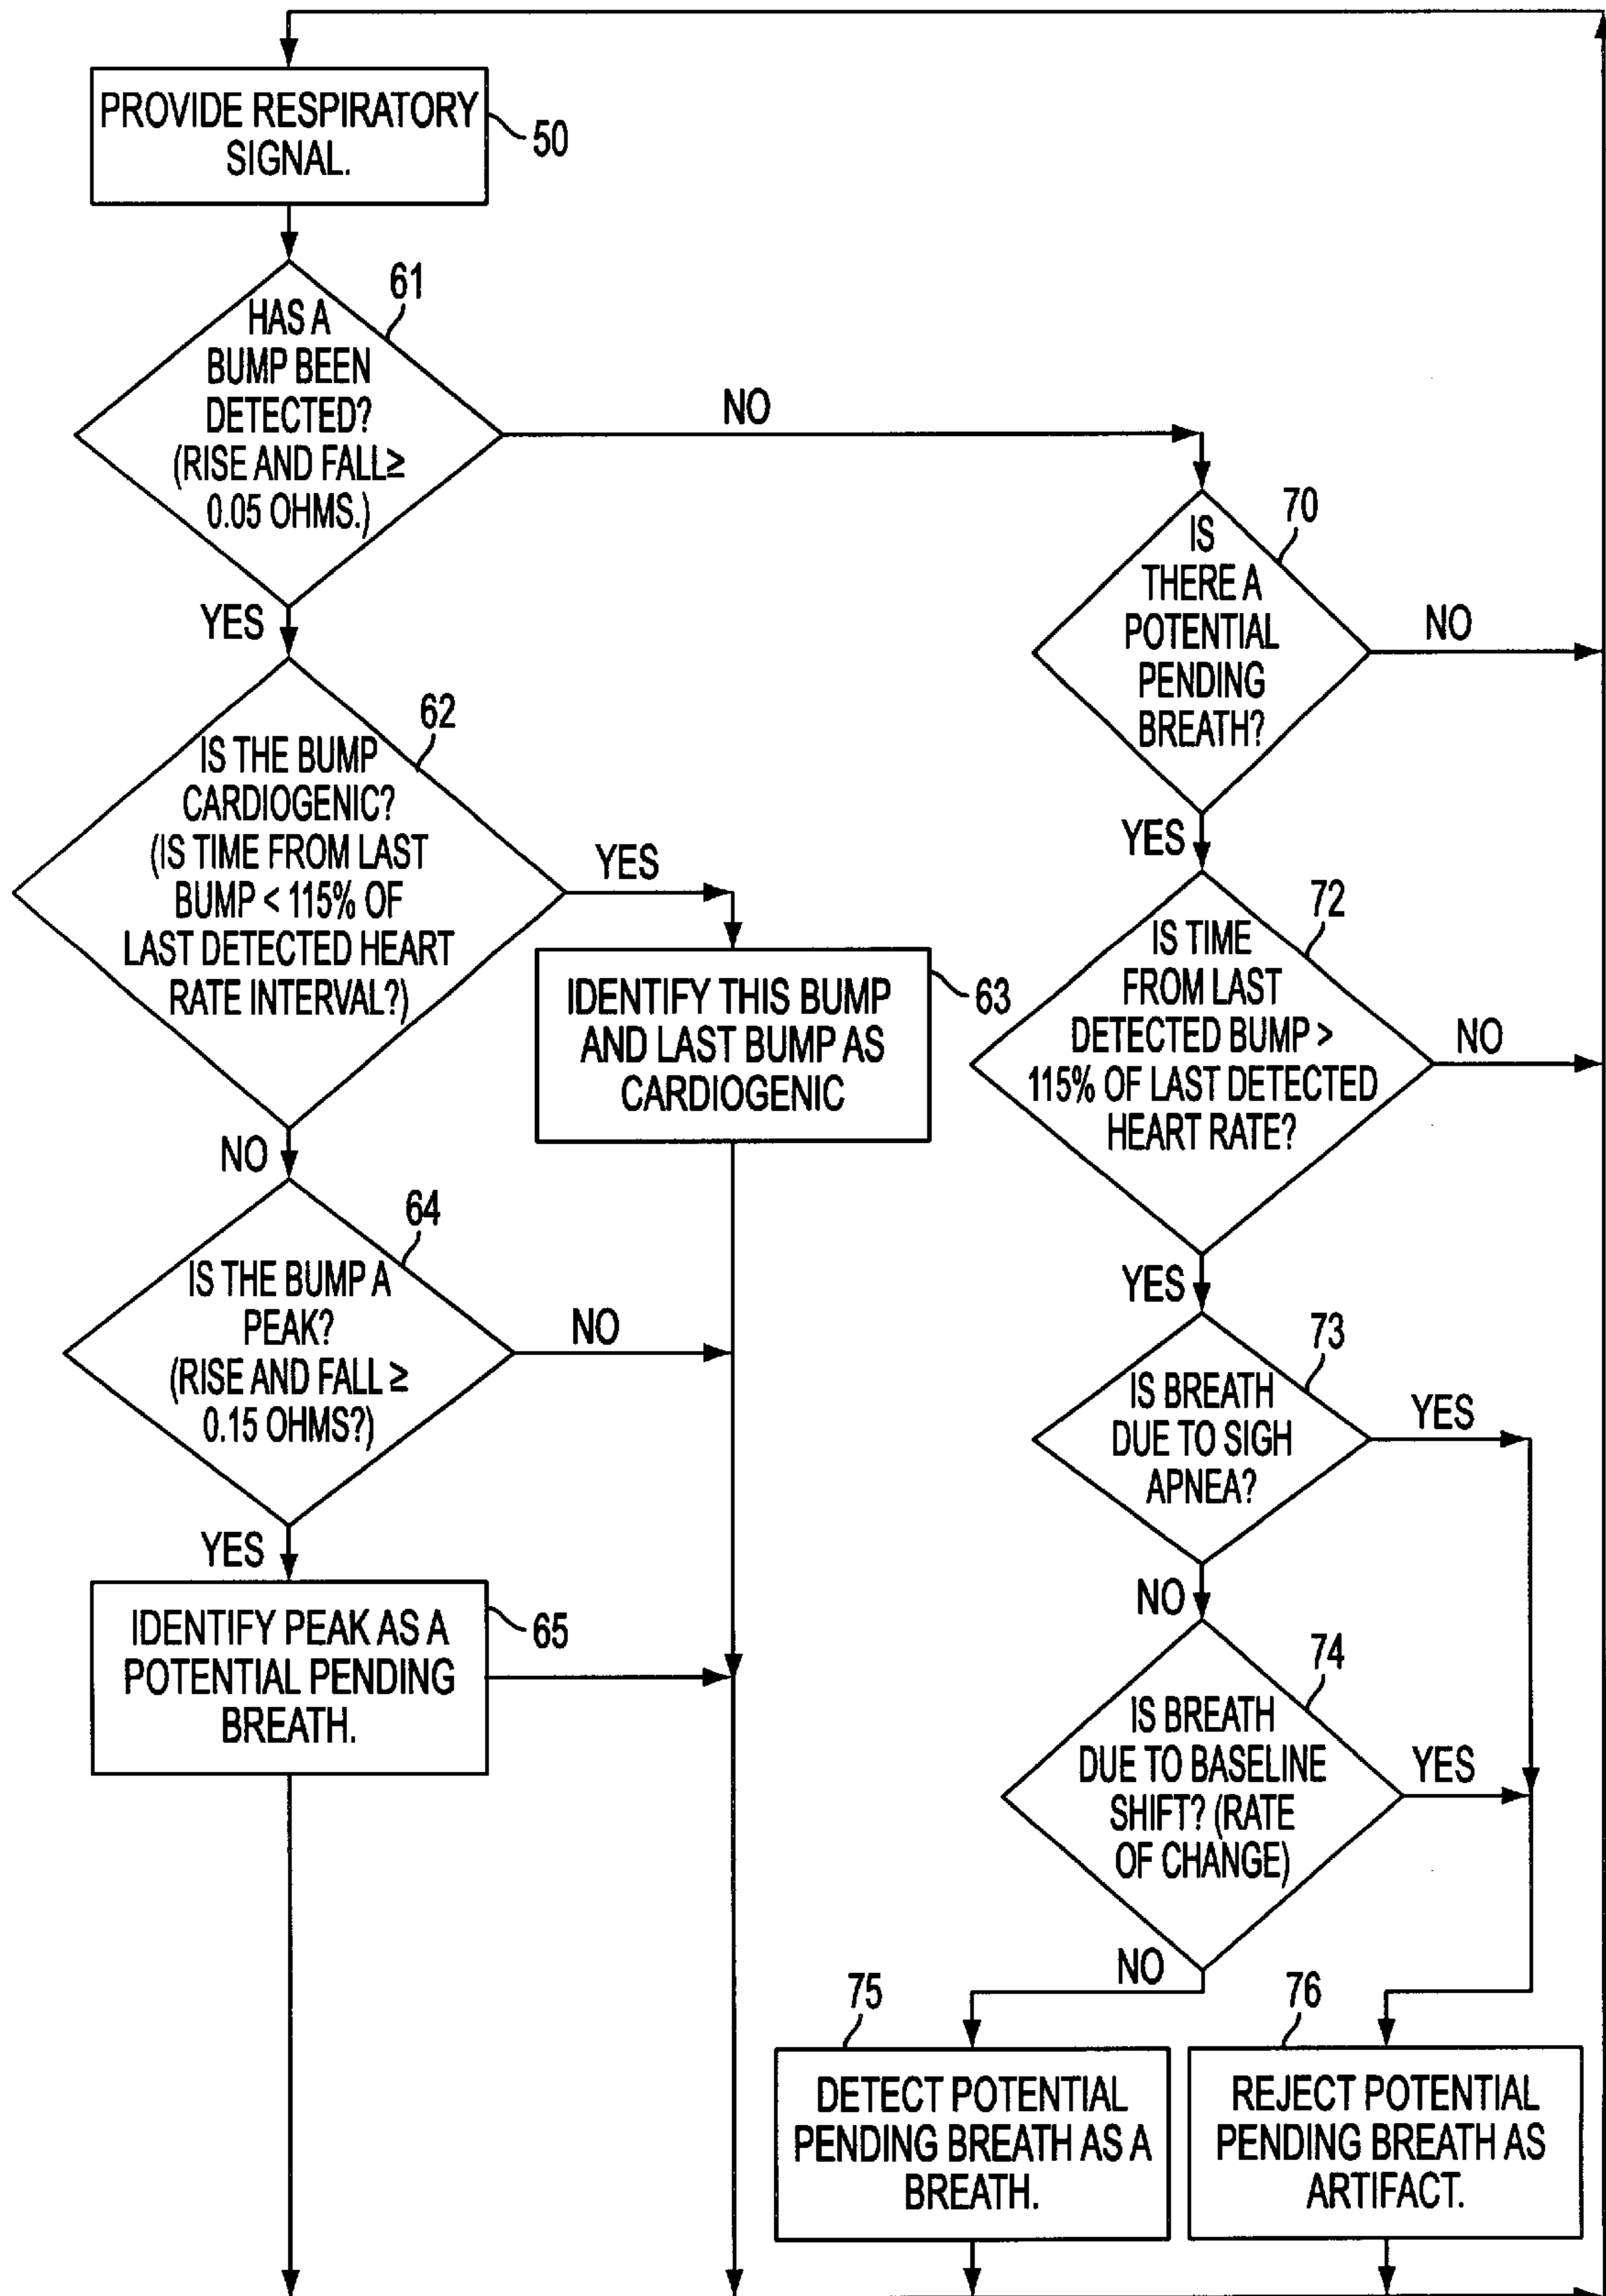 PROVIDE RESPIRATORY
SIGNAL.
50
HAS A
BUMP BEEN
DETECTED?
(RISE AND FALL≥
0.05 OHMS.)
61
NO
YES
IS THE BUMP
CARDIOGENIC?
(IS TIME FROM LAST
BUMP < 115% OF
LAST DETECTED HEART
RATE INTERVAL?)
62
YES
IDENTIFY THIS BUMP
AND LAST BUMP AS
CARDIOGENIC
63
NO
IS THE BUMP A
PEAK?
(RISE AND FALL ≥
0.15 OHMS?)
64
NO
YES
IDENTIFY PEAK AS A
POTENTIAL PENDING
BREATH.
65
IS
THERE A
POTENTIAL
PENDING
BREATH?
70
NO
YES
IS TIME
FROM LAST
DETECTED BUMP >
115% OF LAST DETECTED
HEART RATE?
72
NO
YES
IS BREATH
DUE TO SIGH
APNEA?
73
YES
NO
IS BREATH
DUE TO BASELINE
SHIFT? (RATE
OF CHANGE)
74
YES
NO
75
DETECT POTENTIAL
PENDING BREATH AS A
BREATH.
76
REJECT POTENTIAL
PENDING BREATH AS
ARTIFACT.